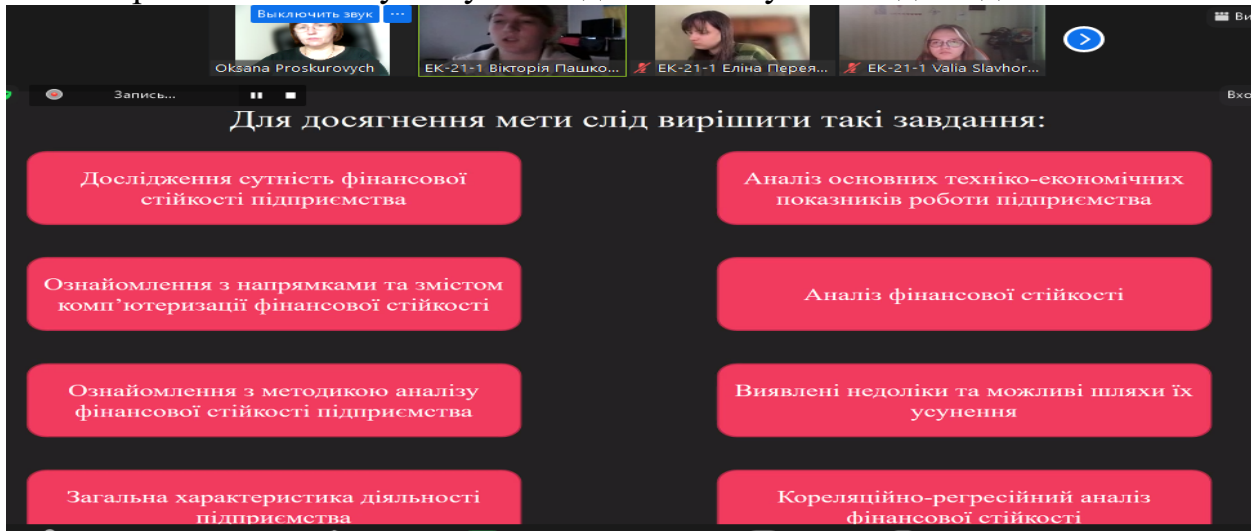 Выключить звук ...
Ви
Oksana Proskurovych
ЕК-21-1 Вікторія Пашко...
ЕК-21-1 Еліна Перея...
ЕК-21-1 Valia Slavhor...
Запись...
Вхо
Для досягнення мети слід вирішити такі завдання:
Дослідження сутність фінансової
стійкості підприємства
Ознайомлення з напрямками та змістом
комп’ютеризації фінансової стійкості
Ознайомлення з методикою аналізу
фінансової стійкості підприємства
Загальна характеристика діяльності
підприємства
Аналіз основних техніко-економічних
показників роботи підприємства
Аналіз фінансової стійкості
Виявлені недоліки та можливі шляхи їх
усунення
Кореляційно-регресійний аналіз
фінансової стійкості